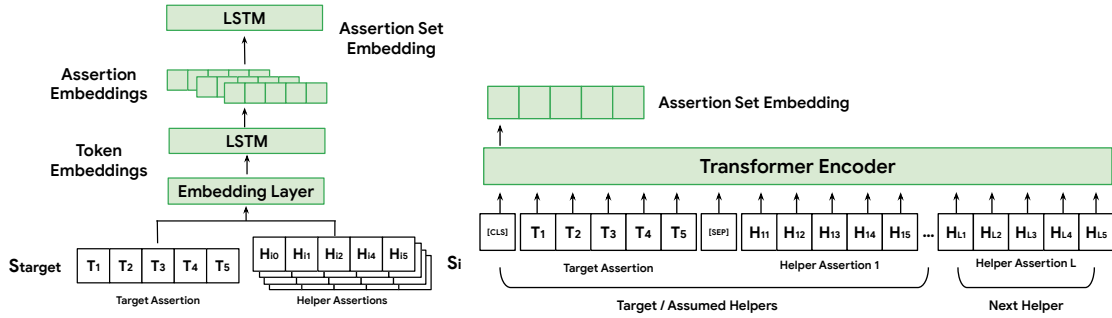 LSTM
Assertion Set
Embedding
Assertion
Embeddings
LSTM
Token
Embeddings
Embedding Layer
Starget
T1 T2 T3 T4 T5
Target Assertion
Hi0 Hi1 Hi2 Hi4 Hi5
Helper Assertions
Si
Assertion Set Embedding
Transformer Encoder
[CLS] T1 T2 T3 T4 T5 [SEP] H11 H12 H13 H14 H15 ... HL1 HL2 HL3 HL4 HL5
Target Assertion
Helper Assertion 1
Helper Assertion L
Target / Assumed Helpers
Next Helper